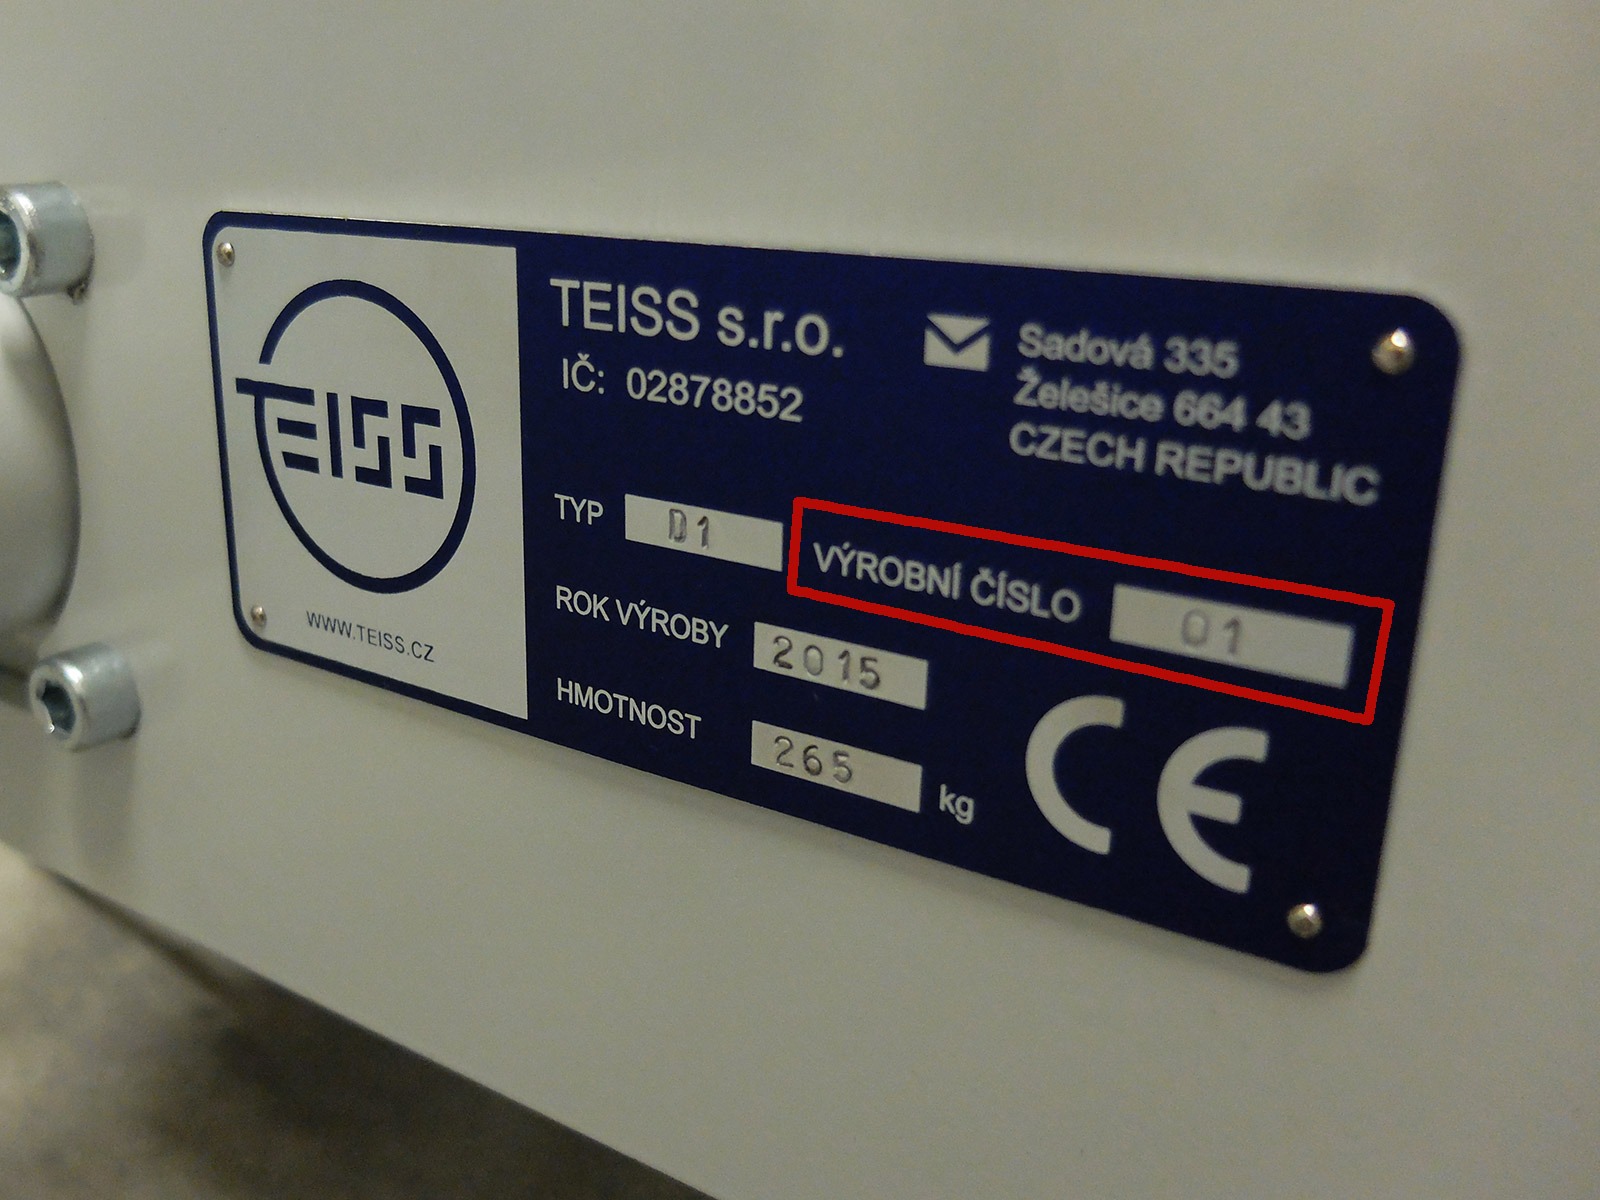 TEISS
WWW.TEISS.CZ
TEISS s.r.o.
IČ: 02878852
Sadová 335
Želešice 664 43
CZECH REPUBLIC
TYP D1
VÝROBNÍ ČÍSLO 01
ROK VÝROBY 2015
HMOTNOST 265 kg
CE